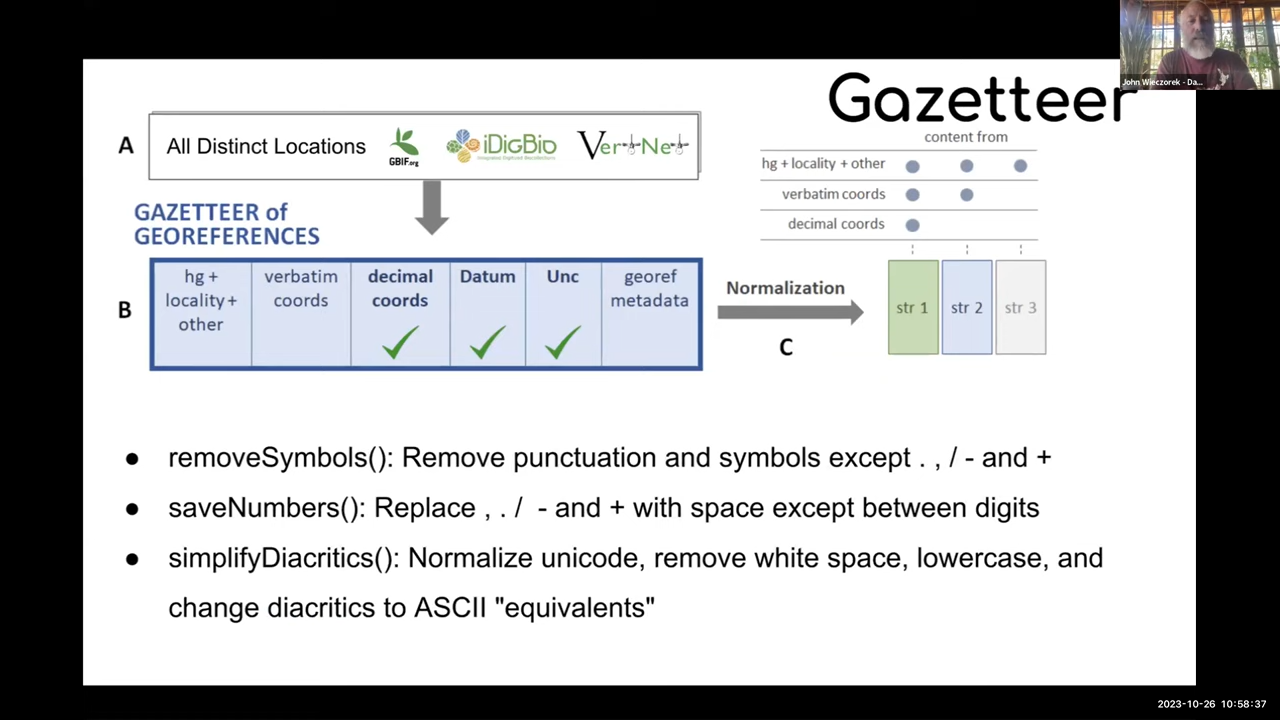 John Wieczorek - Da...
Gazetteer
A
All Distinct Locations
GBIF.org
iDigBio
VertNet
content from
hg + locality + other
verbatim coords
decimal coords
GAZETTEER of
GEOREFERENCES
B
hg +
locality +
other
verbatim
coords
decimal
coords
Datum
Unc
georef
metadata
Normalization
C
str 1
str 2
str 3
● removeSymbols(): Remove punctuation and symbols except . , / - and +
● saveNumbers(): Replace , . /  - and + with space except between digits
● simplifyDiacritics(): Normalize unicode, remove white space, lowercase, and
change diacritics to ASCII "equivalents"
2023-10-26 10:58:37